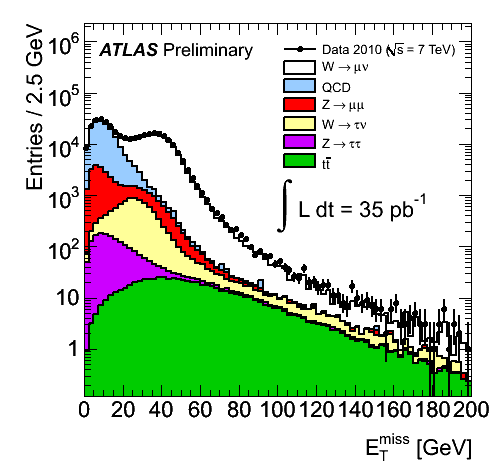 ATLAS Preliminary
Data 2010 (√s = 7 TeV)
W → μν
QCD
Z → μμ
W → τν
Z → ττ
tt̄
∫ L dt = 35 pb⁻¹
Entries / 2.5 GeV
10⁶
10⁵
10⁴
10³
10²
10
1
0 20 40 60 80 100 120 140 160 180 200
E_T^miss [GeV]